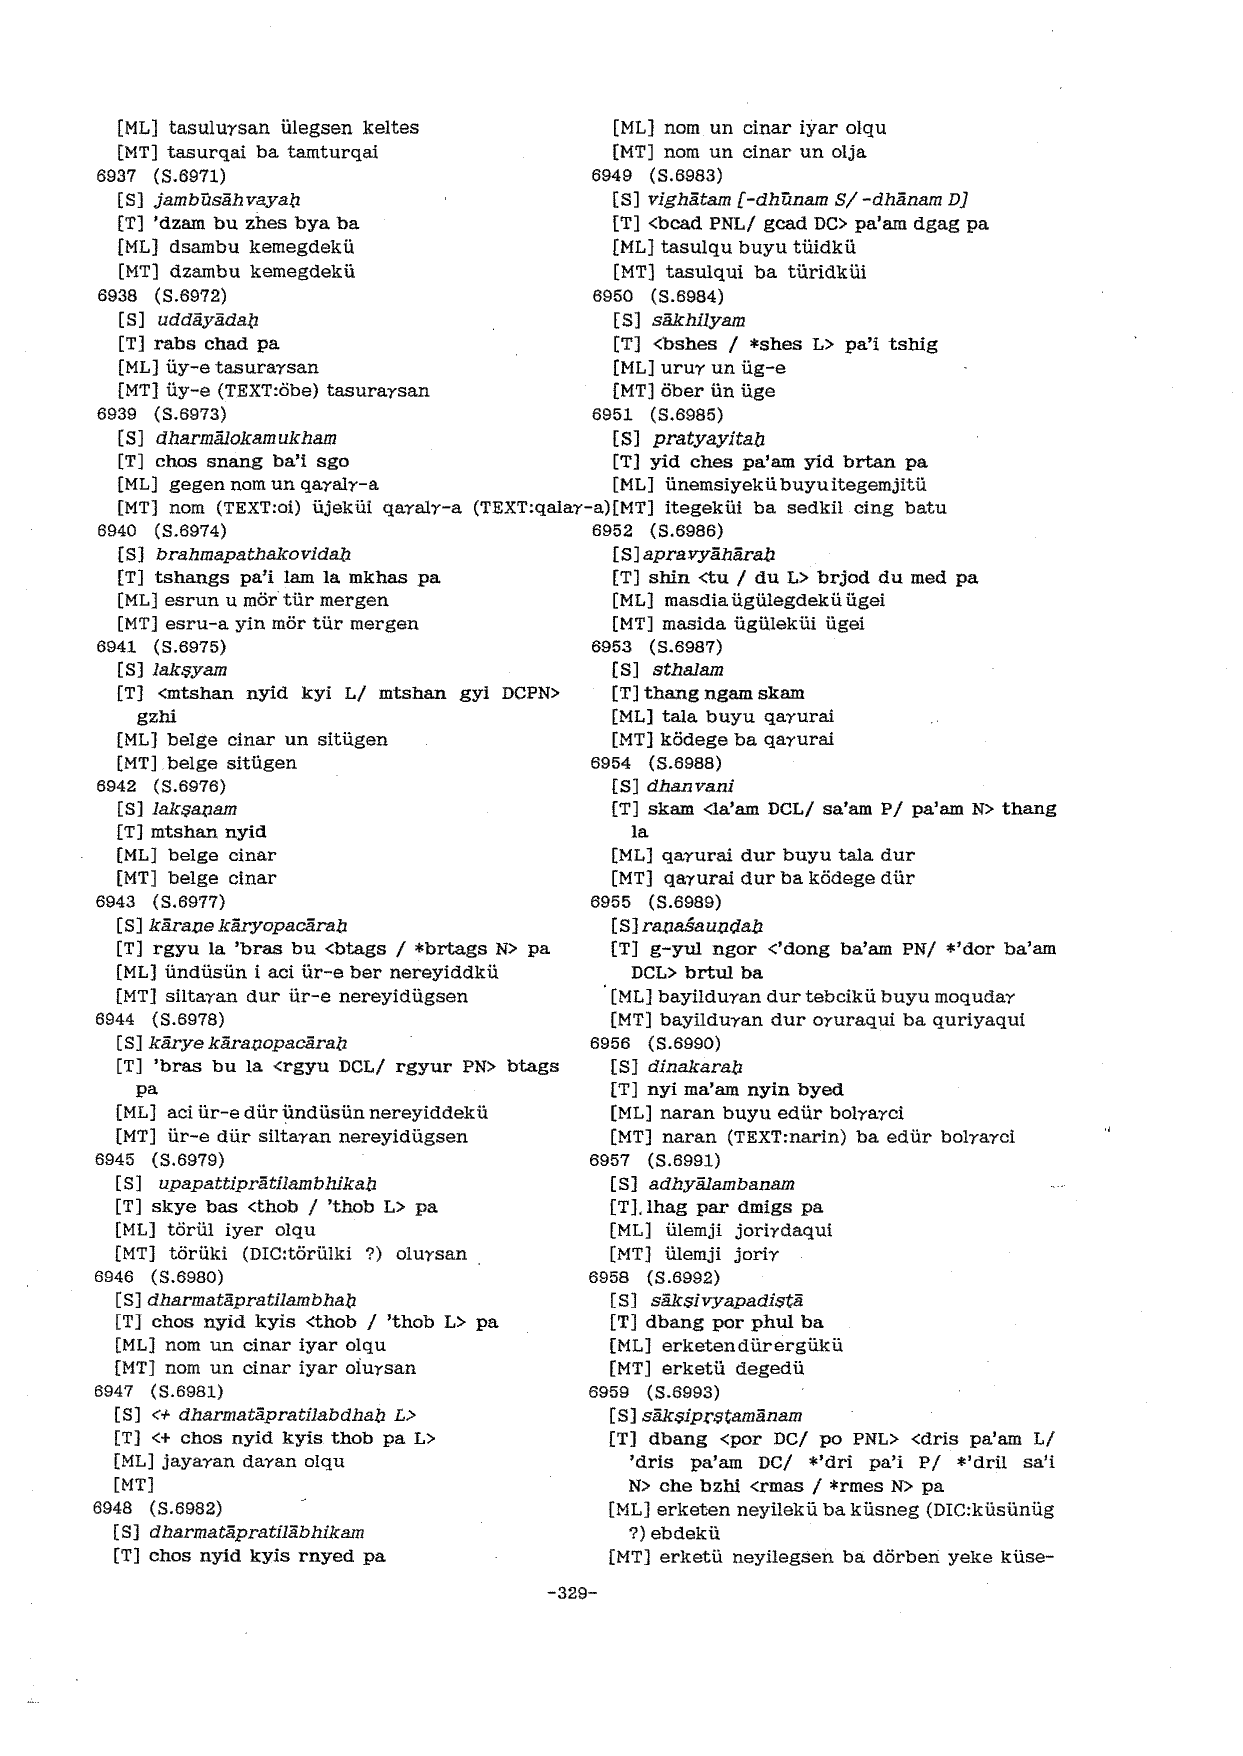 [ML] tasuluγsan ülegsen keltes
[MT] tasurqai ba tamturqai
6937 (S.6971)
[S] jambūsāhvayaḥ
[T] 'dzam bu zhes bya ba
[ML] dsambu kemegdekü
[MT] dzambu kemegdekü
6938 (S.6972)
[S] uddāyādaḥ
[T] rabs chad pa
[ML] üy-e tasuraγsan
[MT] üy-e (TEXT:öbe) tasuraγsan
6939 (S.6973)
[S] dharmālokamukham
[T] chos snang ba'i sgo
[ML] gegen nom un qaγalγ-a
[MT] nom (TEXT:oi) üjeküi qaγalγ-a (TEXT:qalaγ-a)
6940 (S.6974)
[S] brahmapathakovidaḥ
[T] tshangs pa'i lam la mkhas pa
[ML] esrun u mör tür mergen
[MT] esru-a yin mör tür mergen
6941 (S.6975)
[S] lakṣyam
[T] <mtshan nyid kyi L/ mtshan gyi DCPN>
gzhi
[ML] belge cinar un sitügen
[MT] belge sitügen
6942 (S.6976)
[S] lakṣaṇam
[T] mtshan nyid
[ML] belge cinar
[MT] belge cinar
6943 (S.6977)
[S] kāraṇe kāryopacāraḥ
[T] rgyu la 'bras bu <btags / *brtags N> pa
[ML] ündüsün i aci ür-e ber nereyiddkü
[MT] siltaγan dur ür-e nereyidügsen
6944 (S.6978)
[S] kārye kāraṇopacāraḥ
[T] 'bras bu la <rgyu DCL/ rgyur PN> btags
pa
[ML] aci ür-e dür ündüsün nereyiddekü
[MT] ür-e dür siltaγan nereyidügsen
6945 (S.6979)
[S] upapattiprātilambhikaḥ
[T] skye bas <thob / 'thob L> pa
[ML] törül iyer olqu
[MT] törüki (DIC:törülki ?) oluγsan
6946 (S.6980)
[S] dharmatāpratilambhaḥ
[T] chos nyid kyis <thob / 'thob L> pa
[ML] nom un cinar iyar olqu
[MT] nom un cinar iyar oluγsan
6947 (S.6981)
[S] <+ dharmatāpratilabdhaḥ L>
[T] <+ chos nyid kyis thob pa L>
[ML] jayaγan daγan olqu
[MT]
6948 (S.6982)
[S] dharmatāpratilābhikam
[T] chos nyid kyis rnyed pa
[ML] nom un cinar iyar olqu
[MT] nom un cinar un olja
6949 (S.6983)
[S] vighātam [-dhūnam S/ -dhānam D]
[T] <bcad PNL/ gcad DC> pa'am dgag pa
[ML] tasulqu buyu tüidkü
[MT] tasulqui ba türidküi
6950 (S.6984)
[S] sākhilyam
[T] <bshes / *shes L> pa'i tshig
[ML] uruγ un üg-e
[MT] öber ün üge
6951 (S.6985)
[S] pratyayitaḥ
[T] yid ches pa'am yid brtan pa
[ML] ünemsiyekü buyu itegemjitü
[MT] itegeküi ba sedkil cing batu
6952 (S.6986)
[S] apravyāhāraḥ
[T] shin <tu / du L> brjod du med pa
[ML] masdia ügülegdekü ügei
[MT] masida ügüleküi ügei
6953 (S.6987)
[S] sthalam
[T] thang ngam skam
[ML] tala buyu qaγurai
[MT] ködege ba qaγurai
6954 (S.6988)
[S] dhanvani
[T] skam <la'am DCL/ sa'am P/ pa'am N> thang
la
[ML] qaγurai dur buyu tala dur
[MT] qaγurai dur ba ködege dür
6955 (S.6989)
[S] raṇaśauṇḍaḥ
[T] g-yul ngor <'dong ba'am PN/ *'dor ba'am
DCL> brtul ba
[ML] bayilduγan dur tebcikü buyu moqudaγ
[MT] bayilduγan dur oγuraqui ba quriyaqui
6956 (S.6990)
[S] dinakaraḥ
[T] nyi ma'am nyin byed
[ML] naran buyu edür bolγaγci
[MT] naran (TEXT:narin) ba edür bolγaγci
6957 (S.6991)
[S] adhyālambanam
[T] lhag par dmigs pa
[ML] ülemji joriγdaqui
[MT] ülemji joriγ
6958 (S.6992)
[S] sākṣivyapadiṣṭā
[T] dbang por phul ba
[ML] erketen dür ergükü
[MT] erketü degedü
6959 (S.6993)
[S] sākṣipṛṣṭamānam
[T] dbang <por DC/ po PNL> <dris pa'am L/
'dris pa'am DC/ *'dri pa'i P/ *'dril sa'i
N> che bzhi <rmas / *rmes N> pa
[ML] erketen neyilekü ba küsneg (DIC:küsünüg
?) ebdekü
[MT] erketü neyilegsen ba dörben yeke küse-
-329-